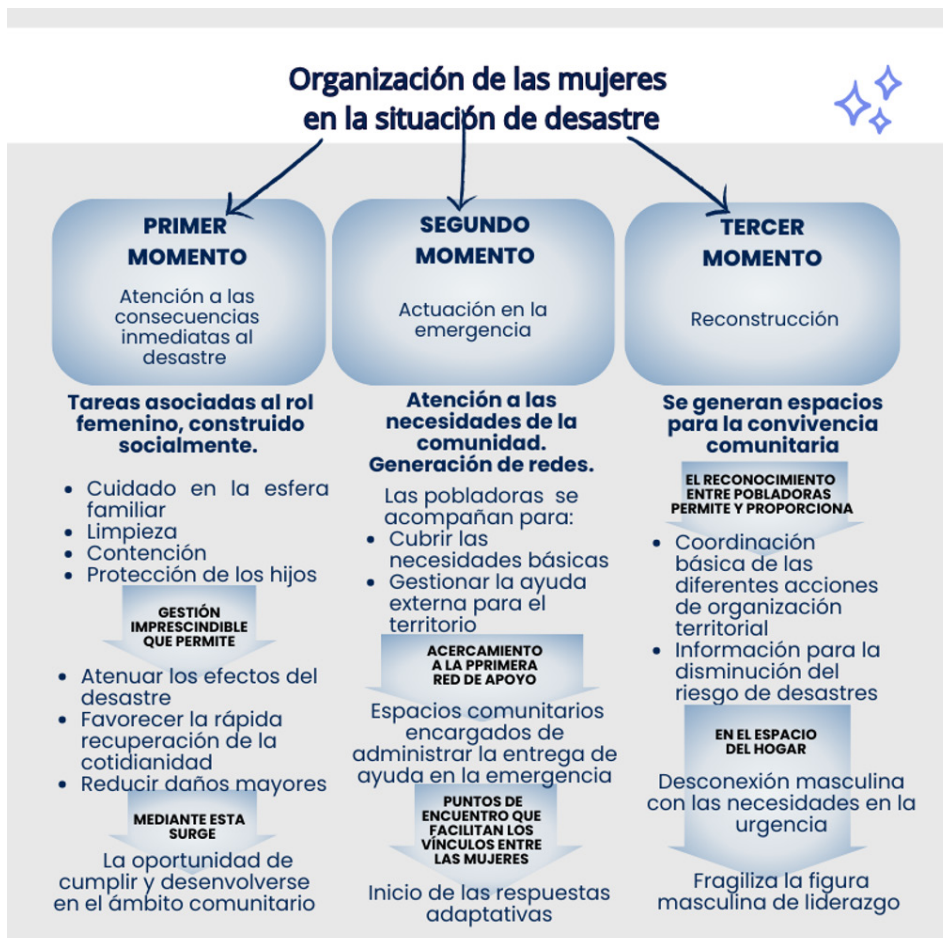 Organización de las mujeres
en la situación de desastre
PRIMER
MOMENTO
Atención a las
consecuencias
inmediatas al
desastre
Tareas asociadas al rol
femenino, construido
socialmente.
• Cuidado en la esfera
familiar
• Limpieza
• Contención
• Protección de los hijos
GESTIÓN
IMPRESCINDIBLE
QUE PERMITE
• Atenuar los efectos del
desastre
• Favorecer la rápida
recuperación de la
cotidianidad
• Reducir daños mayores
MEDIANTE ESTA
SURGE
La oportunidad de
cumplir y desenvolverse
en el ámbito comunitario
SEGUNDO
MOMENTO
Actuación en la
emergencia
Atención a las
necesidades de la
comunidad.
Generación de redes.
Las pobladoras se
acompañan para:
• Cubrir las
necesidades básicas
• Gestionar la ayuda
externa para el
territorio
ACERCAMIENTO
A LA PPRIMERA
RED DE APOYO
Espacios comunitarios
encargados de
administrar la entrega de
ayuda en la emergencia
PUNTOS DE
ENCUENTRO QUE
FACILITAN LOS
VÍNCULOS ENTRE
LAS MUJERES
Inicio de las respuestas
adaptativas
TERCER
MOMENTO
Reconstrucción
Se generan espacios
para la convivencia
comunitaria
EL RECONOCIMIENTO
ENTRE POBLADORAS
PERMITE Y PROPORCIONA
• Coordinación
básica de las
diferentes acciones
de organización
territorial
• Información para la
disminución del
riesgo de desastres
EN EL ESPACIO
DEL HOGAR
Desconexión masculina
con las necesidades en la
urgencia
Fragiliza la figura
masculina de liderazgo